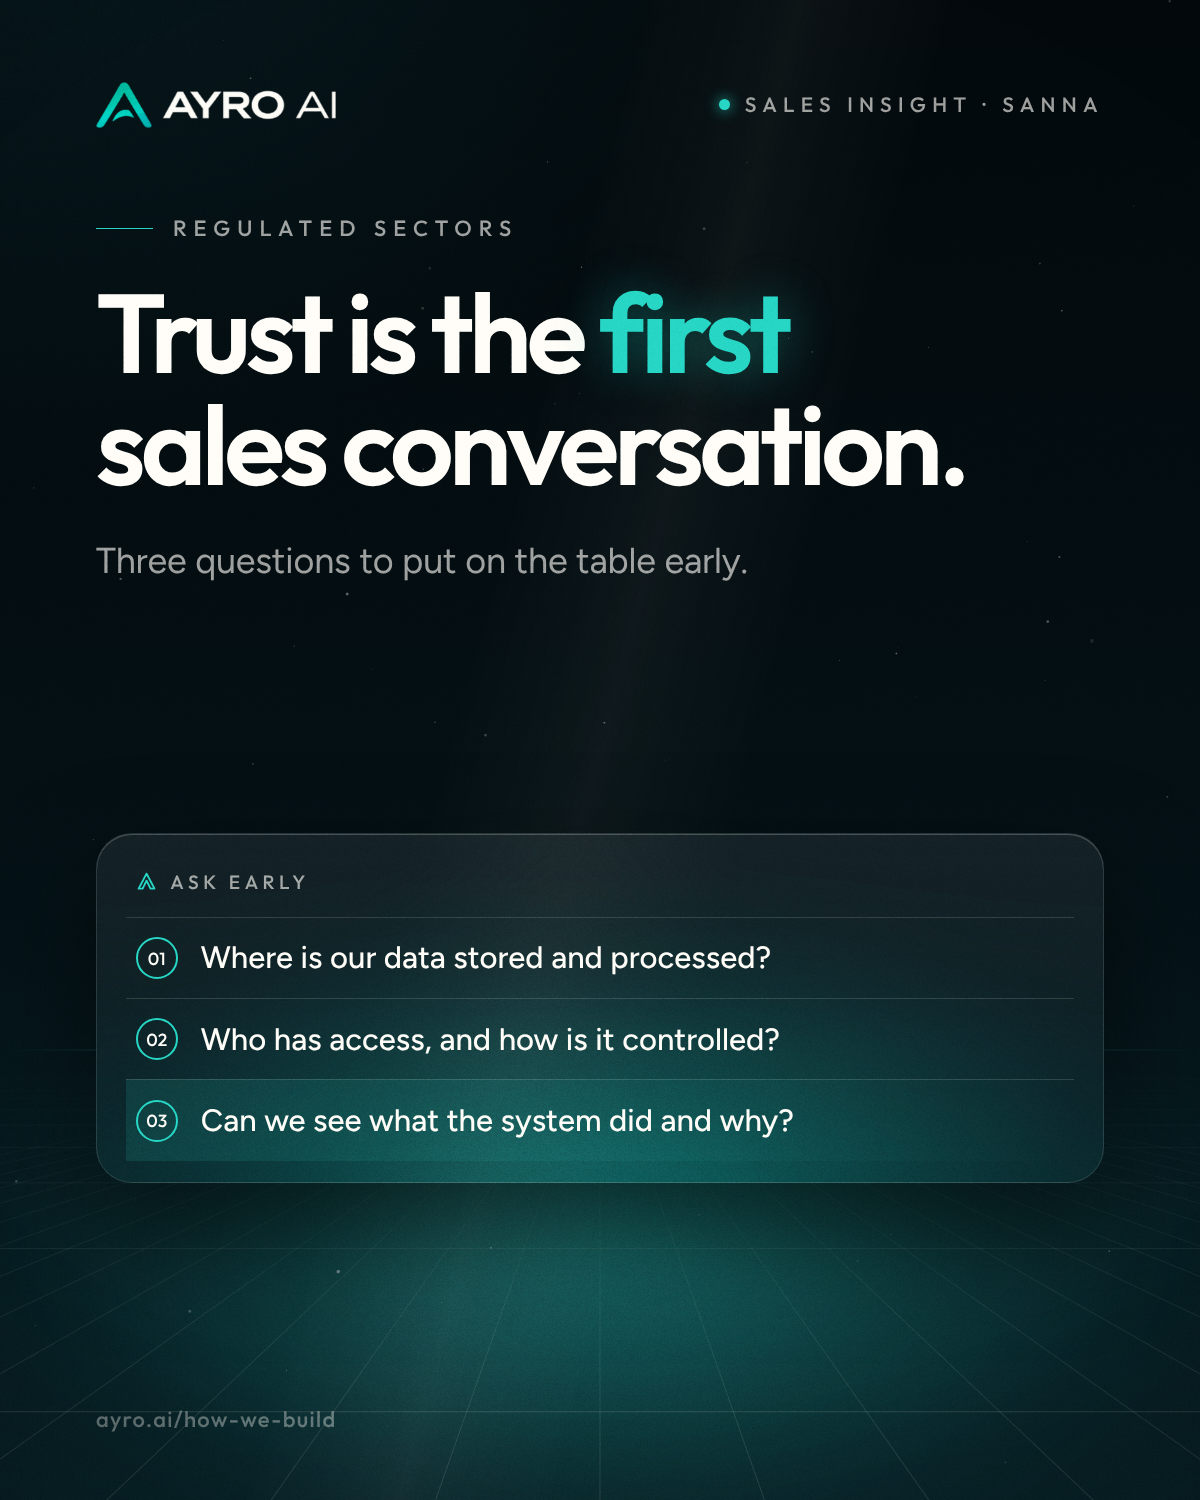 AYRO AI
SALES INSIGHT · SANNA
REGULATED SECTORS
Trust is the first
sales conversation.
Three questions to put on the table early.
ASK EARLY
01 Where is our data stored and processed?
02 Who has access, and how is it controlled?
03 Can we see what the system did and why?
ayro.ai/how-we-build